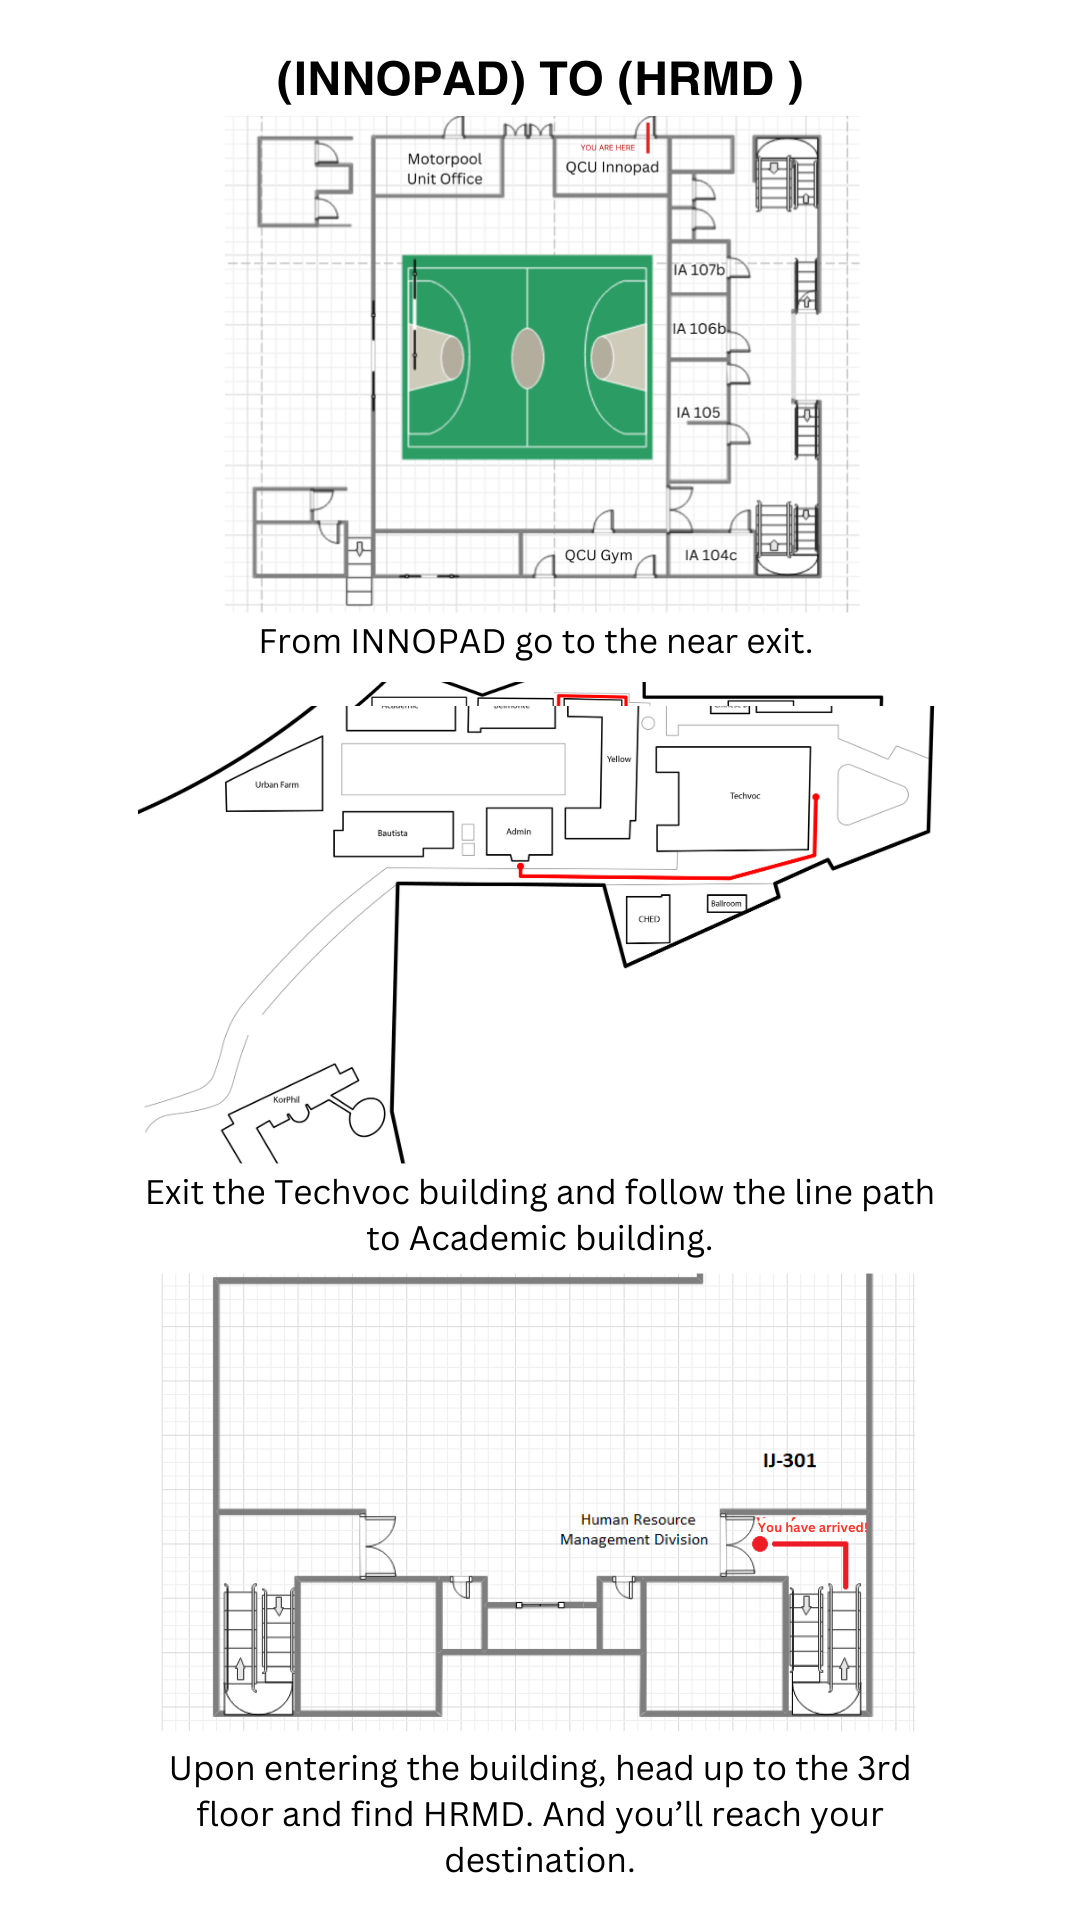 (INNOPAD) TO (HRMD )
YOU ARE HERE
Motorpool
Unit Office
QCU Innopad
IA 107b
IA 106b
IA 105
QCU Gym
IA 104c
From INNOPAD go to the near exit.
Academic
Belmonte
Yellow
Urban Farm
Techvoc
Bautista
Admin
Ballroom
CHED
KorPhil
Exit the Techvoc building and follow the line path
to Academic building.
IJ-301
Human Resource
Management Division
You have arrived!
Upon entering the building, head up to the 3rd
floor and find HRMD. And you’ll reach your
destination.